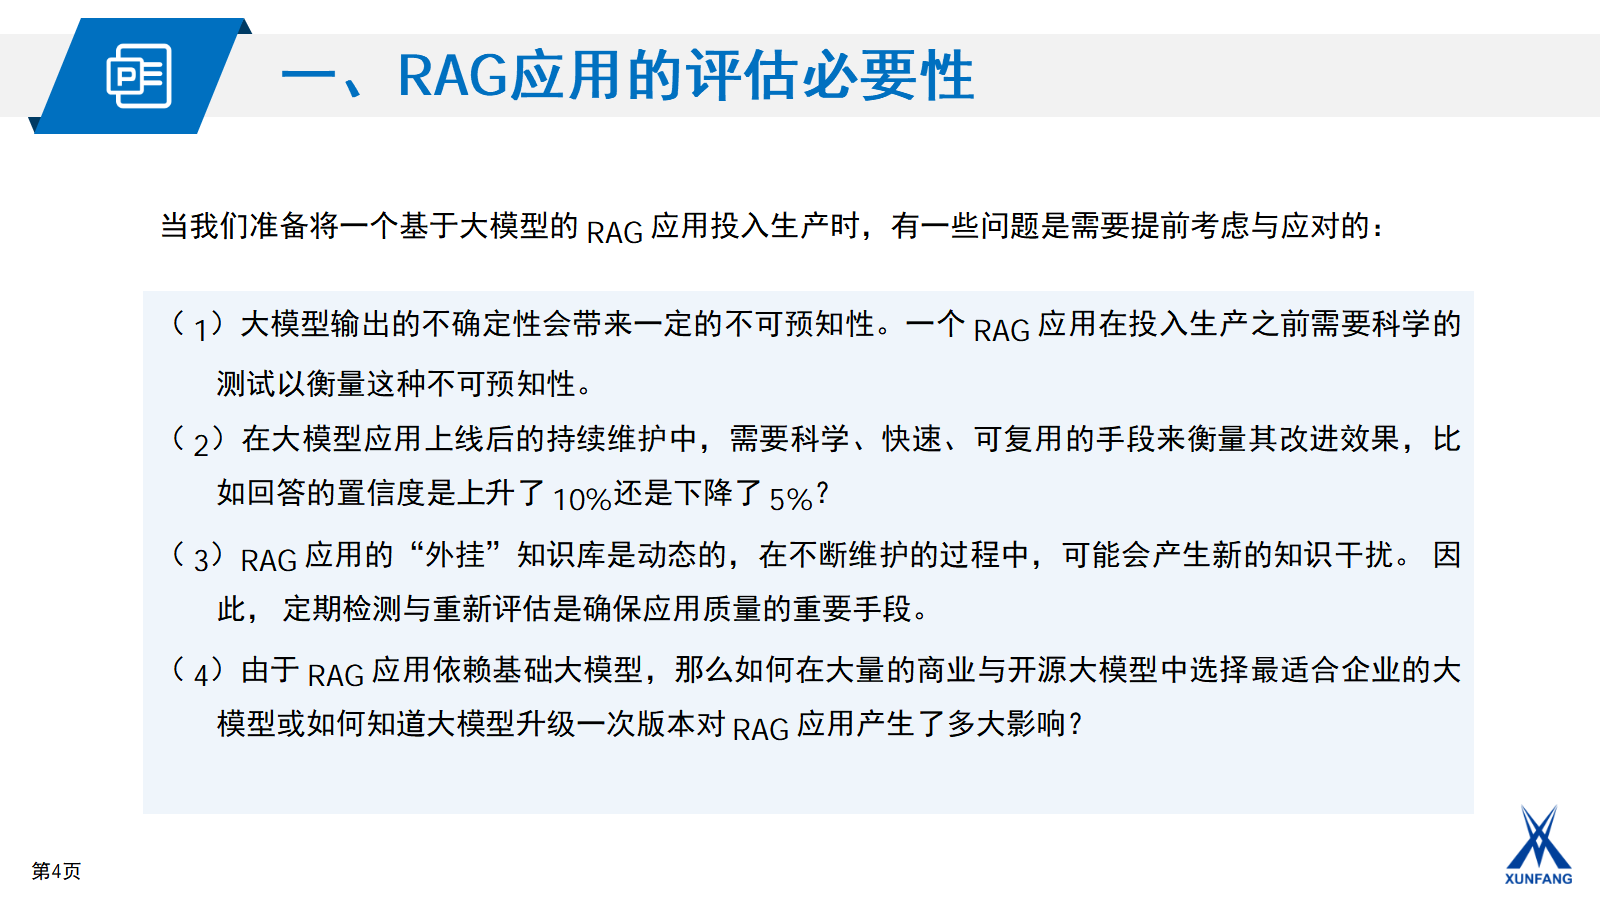 一、RAG应用的评估必要性
当我们准备将一个基于大模型的 RAG 应用投入生产时，有一些问题是需要提前考虑与应对的：
（1）大模型输出的不确定性会带来一定的不可预知性。一个 RAG 应用在投入生产之前需要科学的
测试以衡量这种不可预知性。
（2）在大模型应用上线后的持续维护中，需要科学、快速、可复用的手段来衡量其改进效果，比
如回答的置信度是上升了 10%还是下降了 5%？
（3）RAG 应用的“外挂”知识库是动态的，在不断维护的过程中，可能会产生新的知识干扰。 因
此， 定期检测与重新评估是确保应用质量的重要手段。
（4）由于 RAG 应用依赖基础大模型，那么如何在大量的商业与开源大模型中选择最适合企业的大
模型或如何知道大模型升级一次版本对 RAG 应用产生了多大影响？
第4页
XUNFANG